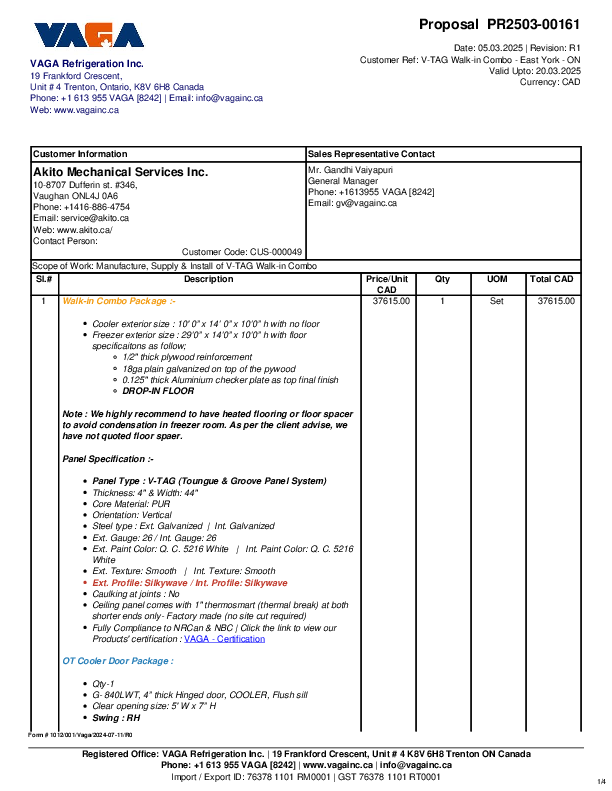 VAGA
Proposal PR2503-00161
Date: 05.03.2025 | Revision: R1
Customer Ref: V-TAG Walk-in Combo - East York - ON
Valid Upto: 20.03.2025
Currency: CAD
VAGA Refrigeration Inc.
19 Frankford Crescent,
Unit # 4 Trenton, Ontario, K8V 6H8 Canada
Phone: +1 613 955 VAGA [8242] | Email: info@vagainc.ca
Web: www.vagainc.ca
Customer Information
Akito Mechanical Services Inc.
10-8707 Dufferin st. #346,
Vaughan ONL4J 0A6
Phone: +1416-886-4754
Email: service@akito.ca
Web: www.akito.ca/
Contact Person:
Customer Code: CUS-000049
Sales Representative Contact
Mr. Gandhi Vaiyapuri
General Manager
Phone: +1613955 VAGA [8242]
Email: gv@vagainc.ca
Scope of Work: Manufacture, Supply & Install of V-TAG Walk-in Combo
Sl.# Description Price/Unit CAD Qty UOM Total CAD
1 Walk-in Combo Package :- 37615.00 1 Set 37615.00
• Cooler exterior size : 10' 0" x 14' 0" x 10'0" h with no floor
• Freezer exterior size : 29'0" x 14'0" x 10'0" h with floor
specificaitons as follow;
1/2" thick plywood reinforcement
18ga plain galvanized on top of the pywood
0.125" thick Aluminium checker plate as top final finish
DROP-IN FLOOR
Note : We highly recommend to have heated flooring or floor spacer
to avoid condensation in freezer room. As per the client advise, we
have not quoted floor spaer.
Panel Specification :-
• Panel Type : V-TAG (Toungue & Groove Panel System)
• Thickness: 4" & Width: 44"
• Core Material: PUR
• Orientation: Vertical
• Steel type : Ext. Galvanized | Int. Galvanized
• Ext. Gauge: 26 / Int. Gauge: 26
• Ext. Paint Color: Q. C. 5216 White | Int. Paint Color: Q. C. 5216
White
• Ext. Texture: Smooth | Int. Texture: Smooth
• Ext. Profile: Silkywave / Int. Profile: Silkywave
• Caulking at joints : No
• Ceiling panel comes with 1" thermosmart (thermal break) at both
shorter ends only- Factory made (no site cut required)
• Fully Compliance to NRCan & NBC | Click the link to view our
Products' certification : VAGA - Certification
OT Cooler Door Package :
• Qty-1
• G- 840LWT, 4" thick Hinged door, COOLER, Flush sill
• Clear opening size: 5' W x 7" H
• Swing : RH
Form # 1012/001/Vaga/2024-07-11/R0
Registered Office: VAGA Refrigeration Inc. | 19 Frankford Crescent, Unit # 4 K8V 6H8 Trenton ON Canada
Phone: +1 613 955 VAGA [8242] | www.vagainc.ca | info@vagainc.ca
Import / Export ID: 76378 1101 RM0001 | GST 76378 1101 RT0001
1/4